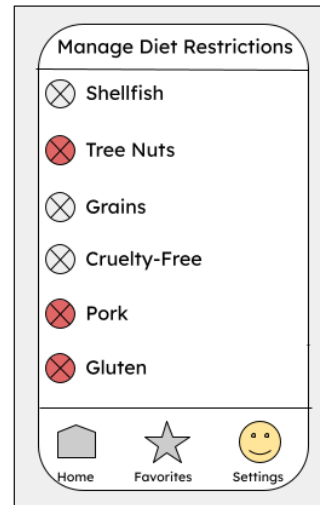 Manage Diet Restrictions
Shellfish
Tree Nuts
Grains
Cruelty-Free
Pork
Gluten
Home Favorites Settings